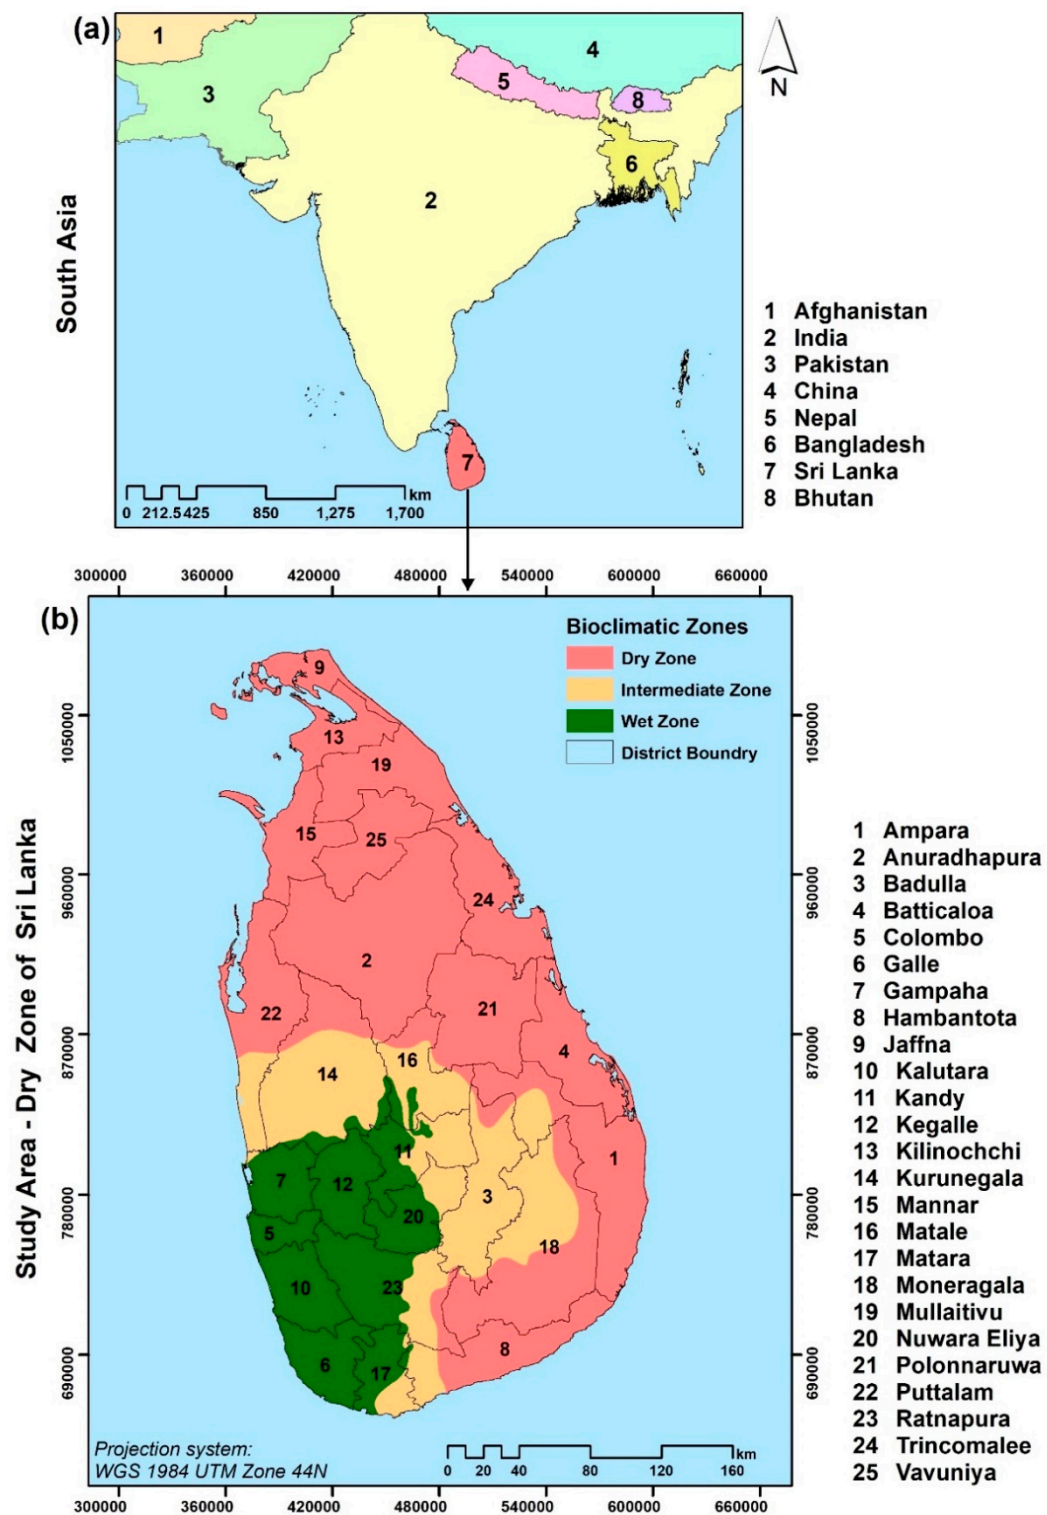 (a)
1
4
N
5
3
8
6
2
South Asia
1 Afghanistan
2 India
3 Pakistan
4 China
5 Nepal
6 Bangladesh
7 Sri Lanka
8 Bhutan
7
km
0 212.5 425 850 1,275 1,700
300000 360000 420000 480000 540000 600000 660000
(b)
Bioclimatic Zones
Dry Zone
Intermediate Zone
Wet Zone
District Boundry
9
13
19
15
25
24
2
22
21
4
16
14
11
1
7
12
3
20
5
18
10
23
8
6
17
1050000
960000
870000
780000
690000
1050000
960000
870000
780000
690000
Study Area - Dry Zone of Sri Lanka
Projection system:
WGS 1984 UTM Zone 44N
km
0 20 40 80 120 160
300000 360000 420000 480000 540000 600000 660000
1 Ampara
2 Anuradhapura
3 Badulla
4 Batticaloa
5 Colombo
6 Galle
7 Gampaha
8 Hambantota
9 Jaffna
10 Kalutara
11 Kandy
12 Kegalle
13 Kilinochchi
14 Kurunegala
15 Mannar
16 Matale
17 Matara
18 Moneragala
19 Mullaitivu
20 Nuwara Eliya
21 Polonnaruwa
22 Puttalam
23 Ratnapura
24 Trincomalee
25 Vavuniya